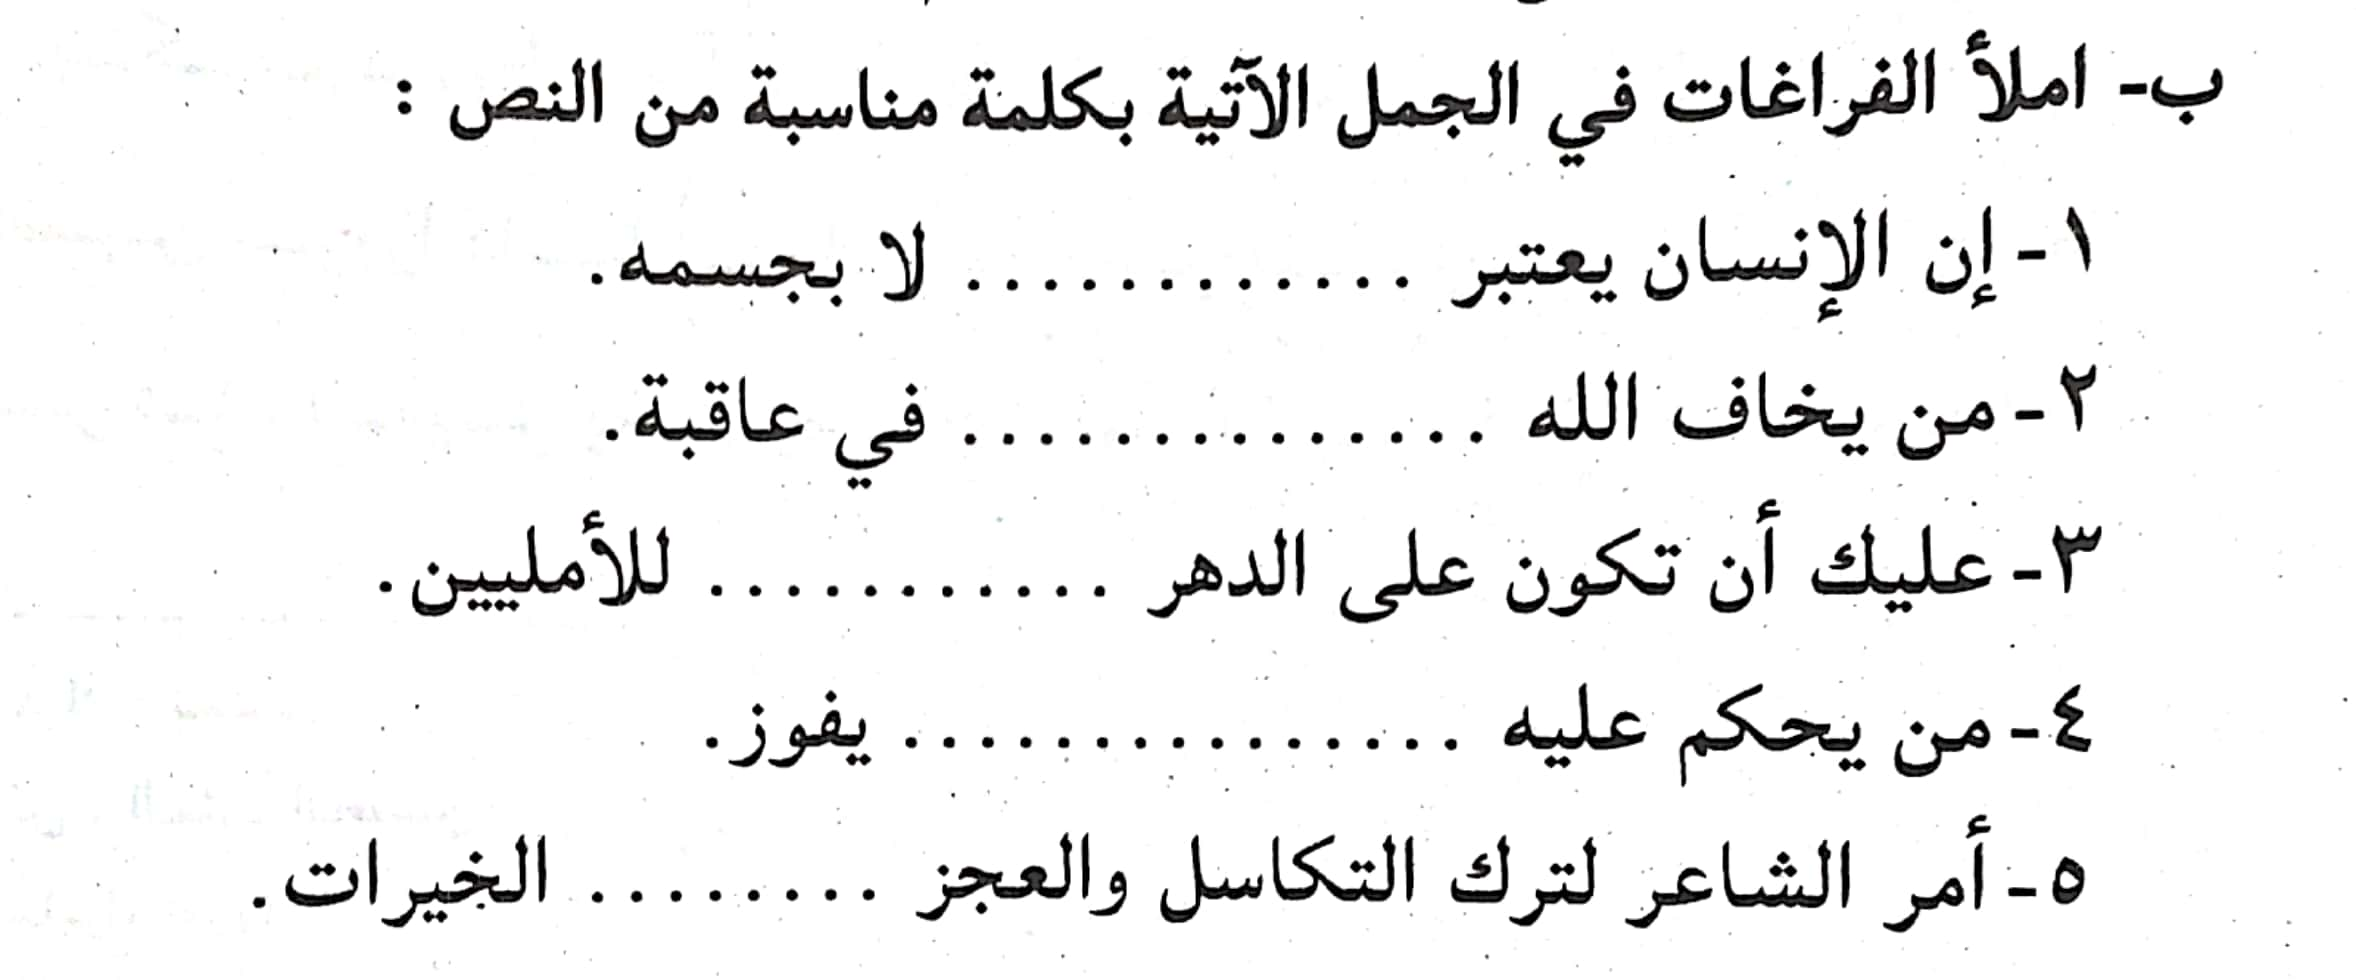 ب- املأ الفراغات في الجمل الآتية بكلمة مناسبة من النص :
١- إن الإنسان يعتبر ............ لا بجسمه.
٢- من يخاف الله .............. في عاقبة.
٣- عليك أن تكون على الدهر ........... للأمليين.
٤- من يحكم عليه ............... يفوز.
٥- أمر الشاعر لترك التكاسل والعجز ........ الخيرات.